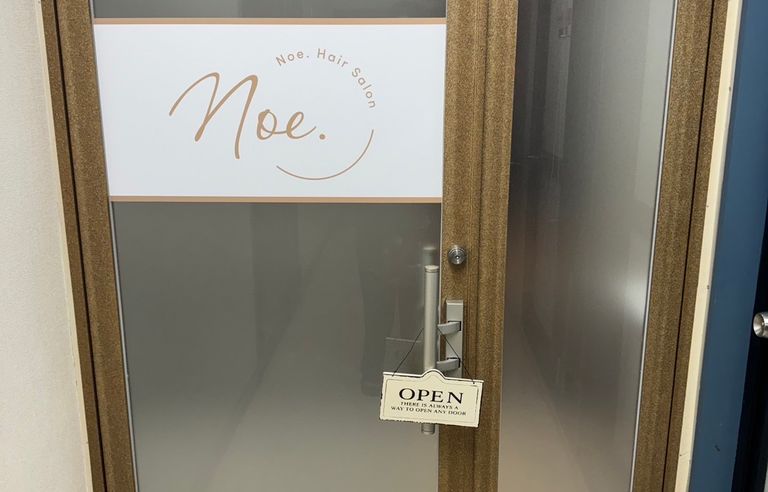 Noe. Hair Salon
Noe.
OPEN
THERE IS ALWAYS A
WAY TO OPEN ANY DOOR